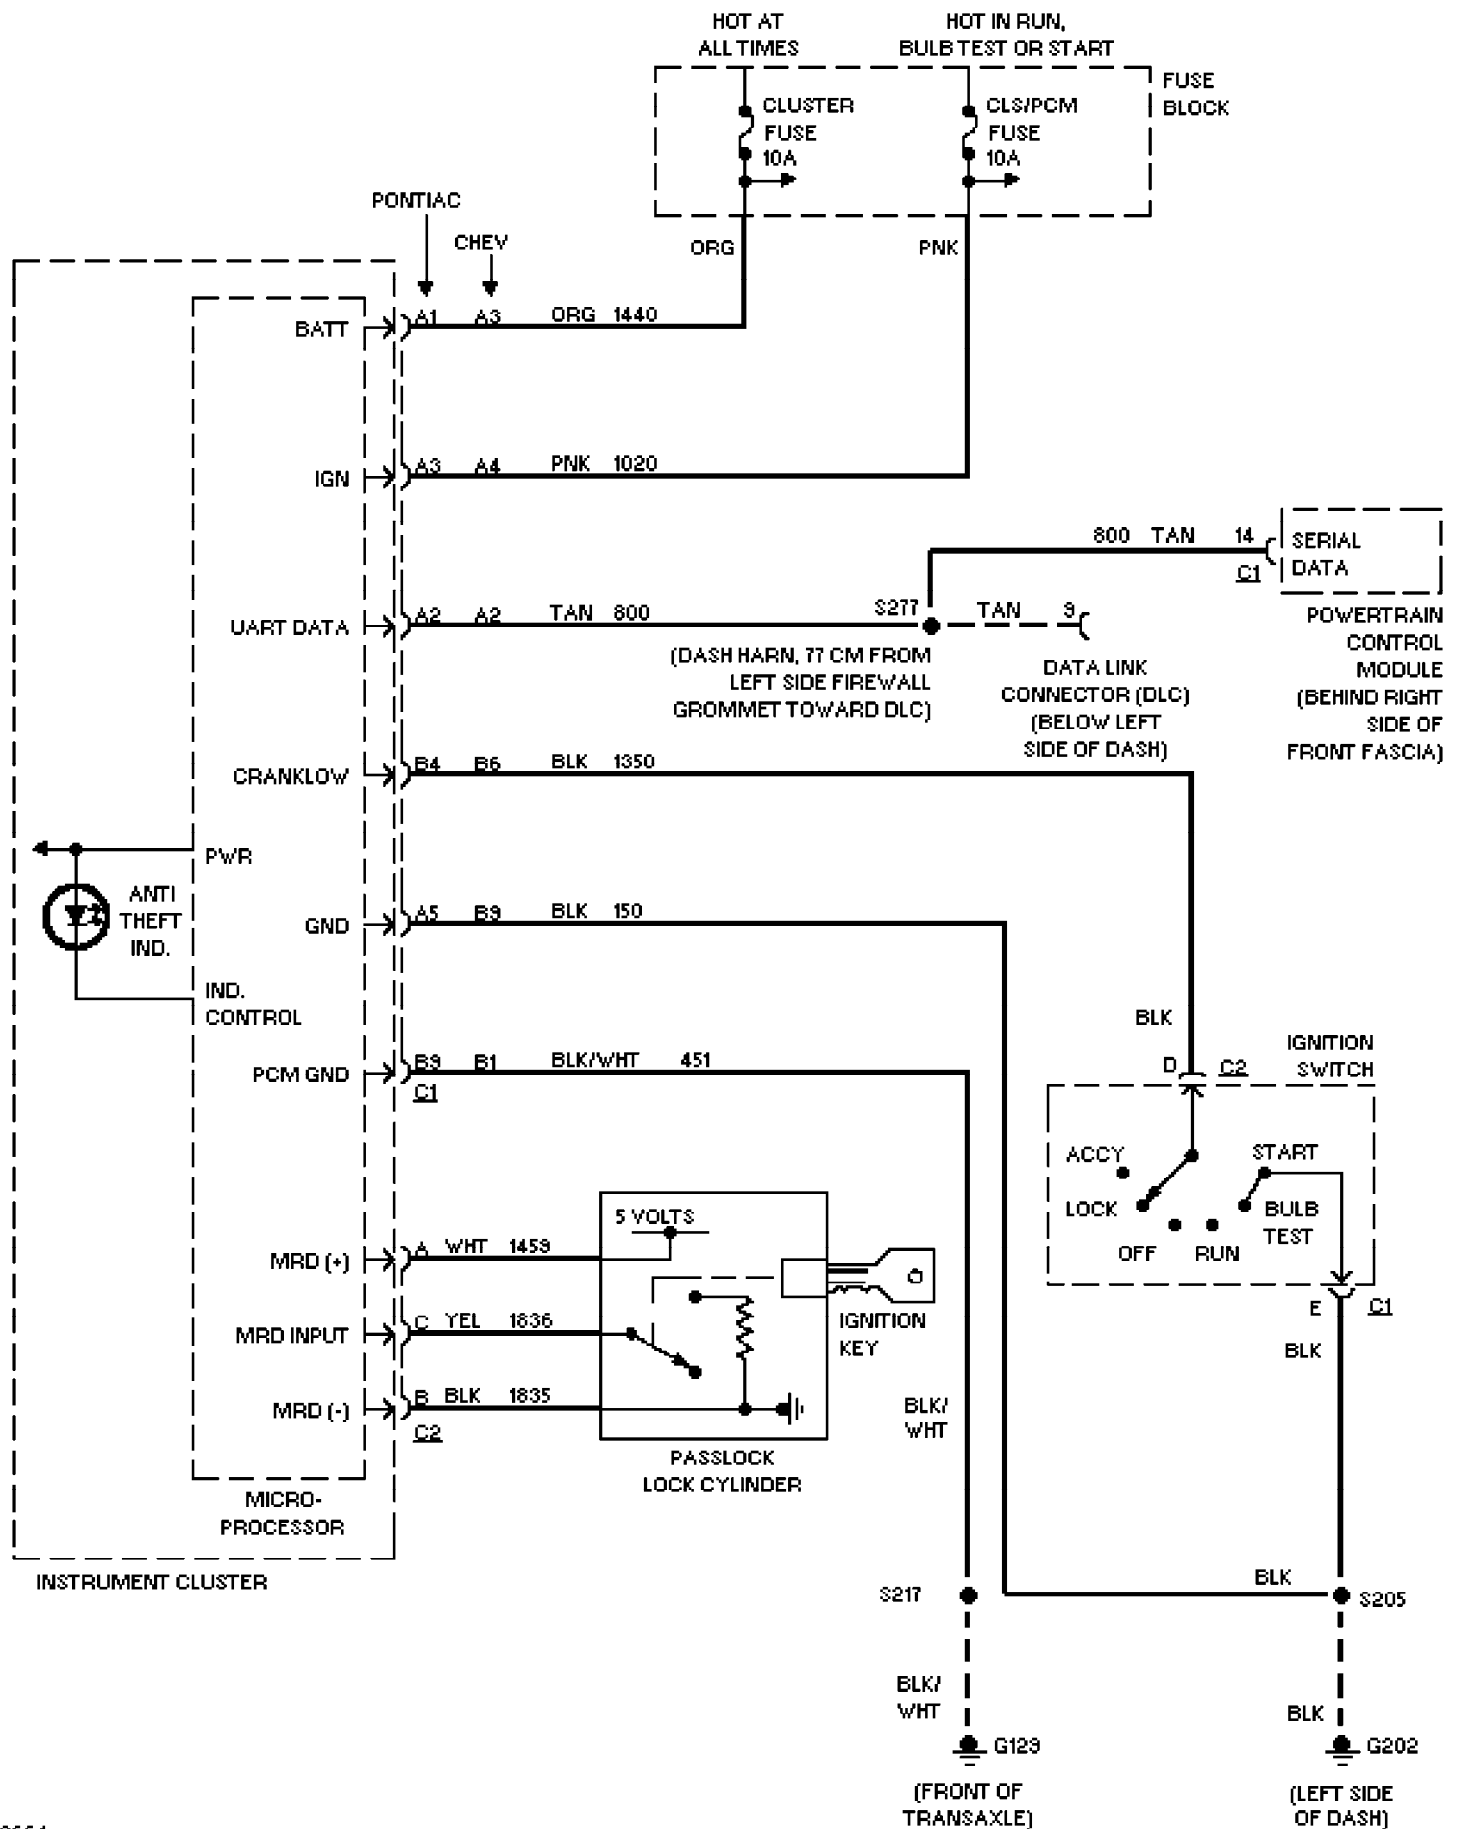 HOT AT
ALL TIMES
HOT IN RUN,
BULB TEST OR START
FUSE
BLOCK
CLUSTER
FUSE
10A
CLS/PCM
FUSE
10A
PONTIAC
CHEV
ORG
PNK
BATT
A1 A3 ORG 1440
IGN
A3 A4 PNK 1020
800 TAN 14
C1
SERIAL
DATA
POWERTRAIN
CONTROL
MODULE
(BEHIND RIGHT
SIDE OF
FRONT FASCIA)
UART DATA
A2 A2 TAN 800
S277
TAN 9
(DASH HARN, 77 CM FROM
LEFT SIDE FIREWALL
GROMMET TOWARD DLC)
DATA LINK
CONNECTOR (DLC)
(BELOW LEFT
SIDE OF DASH)
CRANKLOW
B4 B6 BLK 1350
PWR
ANTI
THEFT
IND.
GND
A5 B9 BLK 150
IND.
CONTROL
BLK
PCM GND
B9 B1 BLK/WHT 451
C1
D C2
IGNITION
SWITCH
ACCY
LOCK
OFF
RUN
START
BULB
TEST
E C1
BLK
5 VOLTS
MRD (+)
A WHT 1459
MRD INPUT
C YEL 1836
MRD (-)
B BLK 1835
C2
IGNITION
KEY
PASSLOCK
LOCK CYLINDER
BLK/
WHT
MICRO-
PROCESSOR
INSTRUMENT CLUSTER
S217
BLK
S205
BLK/
WHT
BLK
G129
(FRONT OF
TRANSAXLE)
G202
(LEFT SIDE
OF DASH)